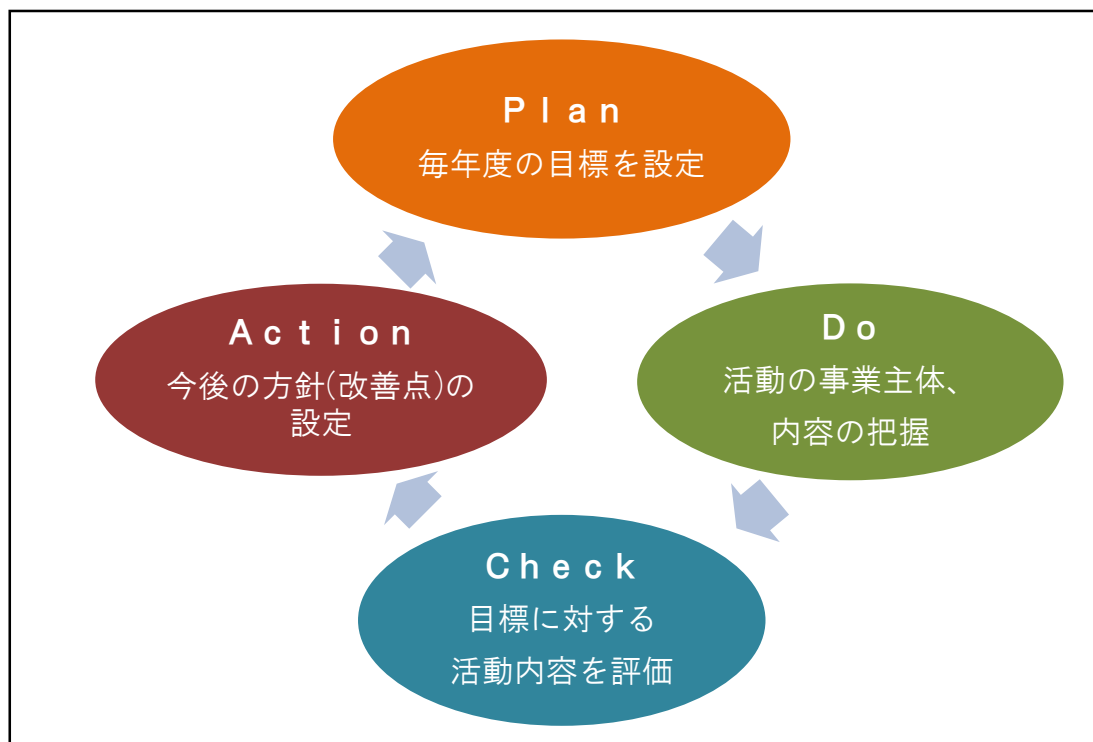 Plan
毎年度の目標を設定
Do
活動の事業主体、
内容の把握
Check
目標に対する
活動内容を評価
Action
今後の方針(改善点)の
設定